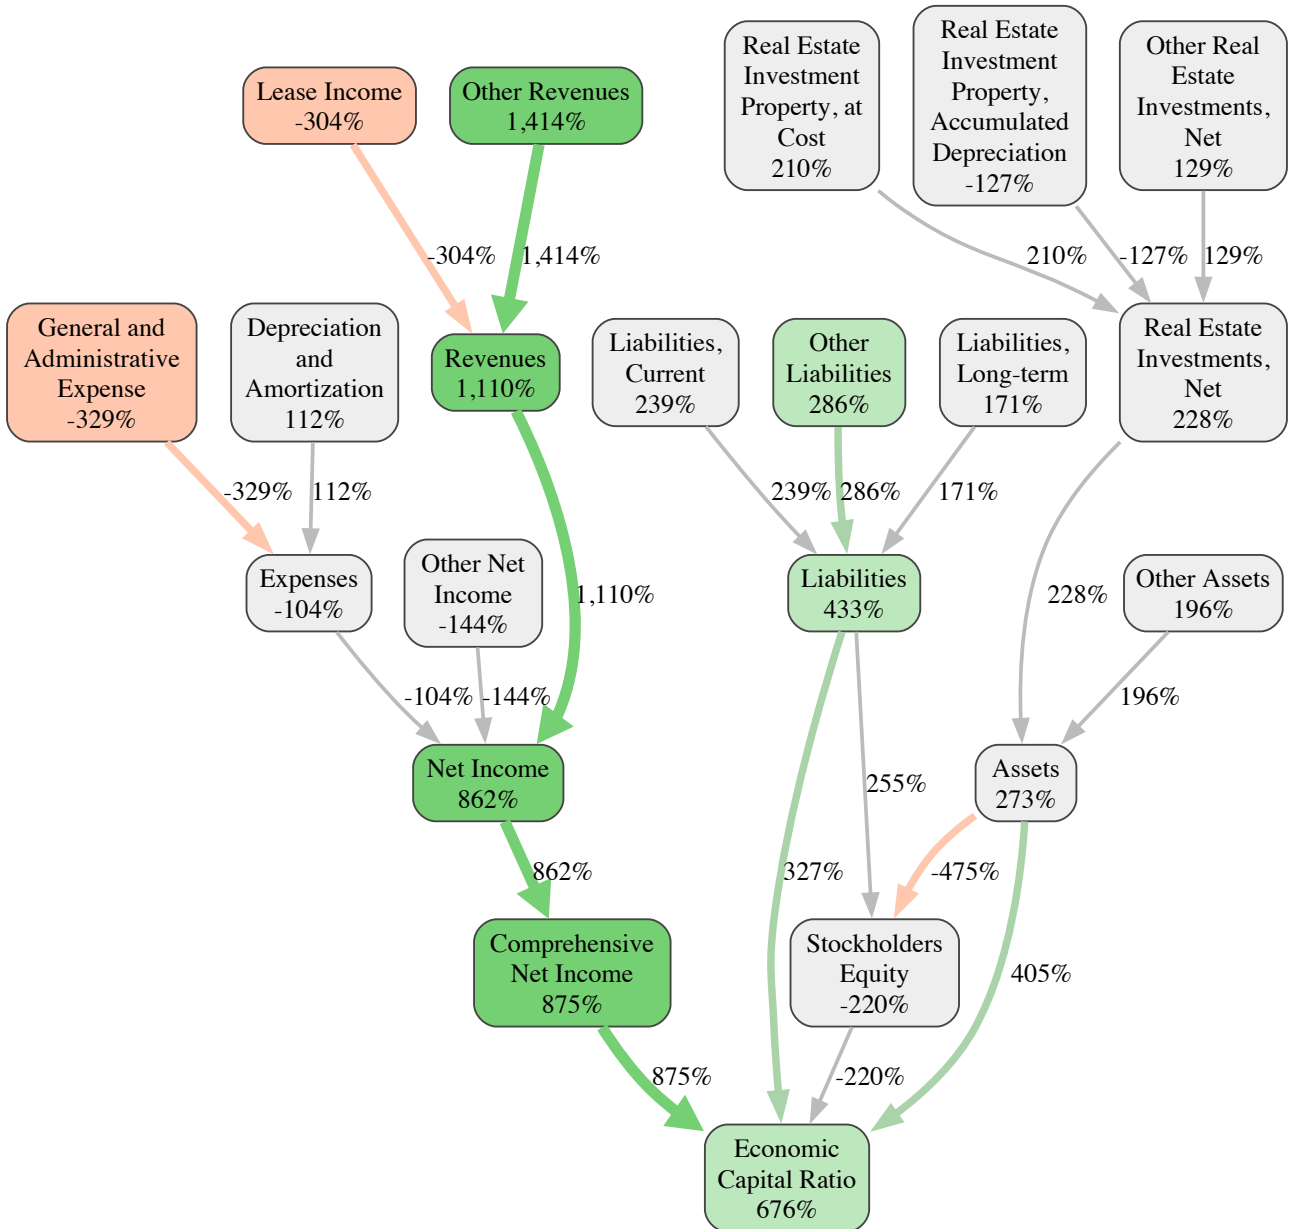 Real Estate
Investment
Property, at
Cost
210%
Real Estate
Investment
Property,
Accumulated
Depreciation
-127%
Other Real
Estate
Investments,
Net
129%
Lease Income
-304%
Other Revenues
1,414%
-304%
1,414%
210%
-127%
129%
General and
Administrative
Expense
-329%
Depreciation
and
Amortization
112%
Revenues
1,110%
Liabilities,
Current
239%
Other
Liabilities
286%
Liabilities,
Long-term
171%
Real Estate
Investments,
Net
228%
-329%
112%
239%
286%
171%
Expenses
-104%
Other Net
Income
-144%
1,110%
Liabilities
433%
228%
Other Assets
196%
-104%
-144%
196%
Net Income
862%
255%
Assets
273%
862%
327%
-475%
Comprehensive
Net Income
875%
Stockholders
Equity
-220%
405%
875%
-220%
Economic
Capital Ratio
676%